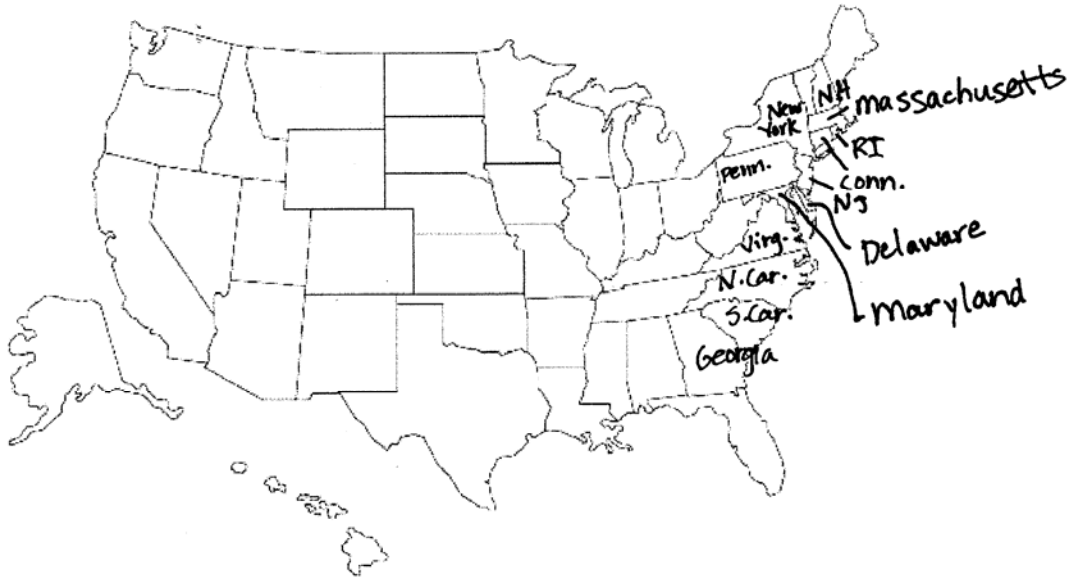 NH
Massachusetts
New
York
RI
Penn.
Conn.
NJ
Delaware
Virg.
N.Car.
Maryland
S.Car.
Georgia